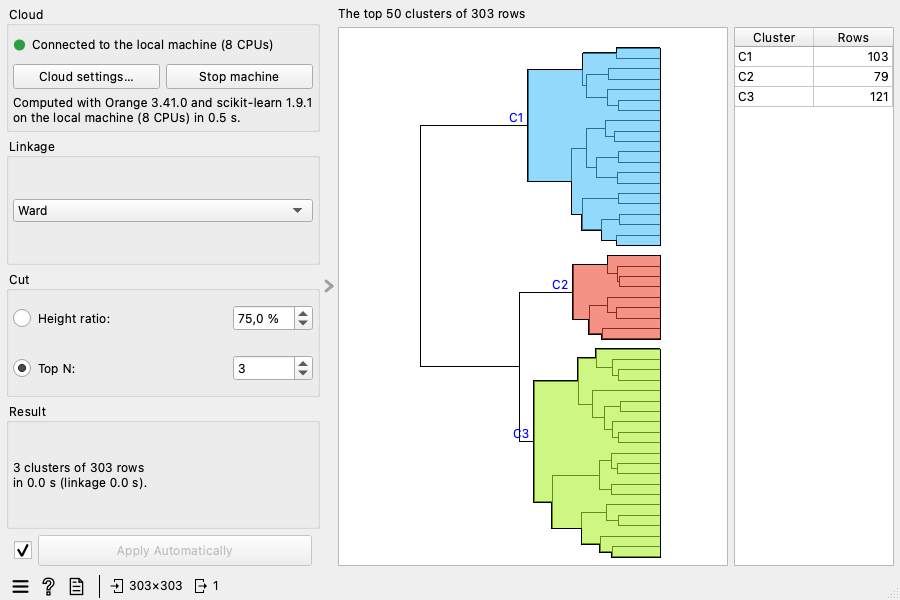 Cloud
Connected to the local machine (8 CPUs)
Cloud settings...
Stop machine
Computed with Orange 3.41.0 and scikit-learn 1.9.1
on the local machine (8 CPUs) in 0.5 s.
Linkage
Ward
Cut
Height ratio:
75,0 %
Top N:
3
Result
3 clusters of 303 rows
in 0.0 s (linkage 0.0 s).
Apply Automatically
303×303
1
The top 50 clusters of 303 rows
C1
C2
C3
Cluster Rows
C1 103
C2 79
C3 121